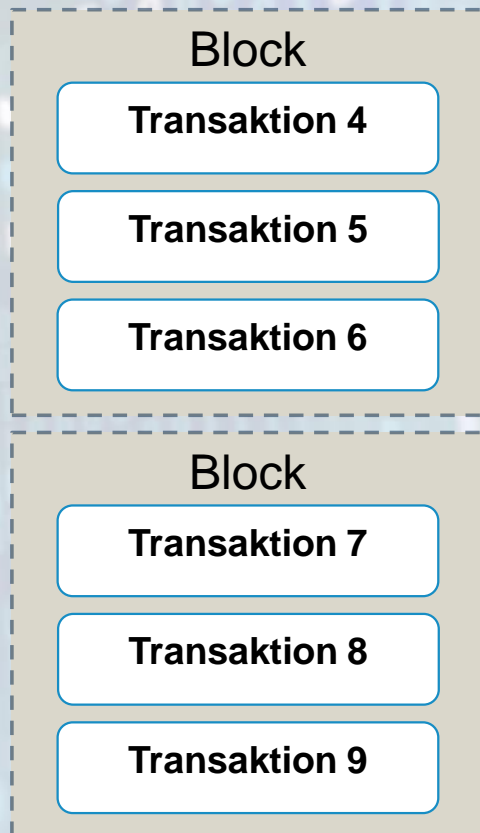 Block
Transaktion 4
Transaktion 5
Transaktion 6
Block
Transaktion 7
Transaktion 8
Transaktion 9